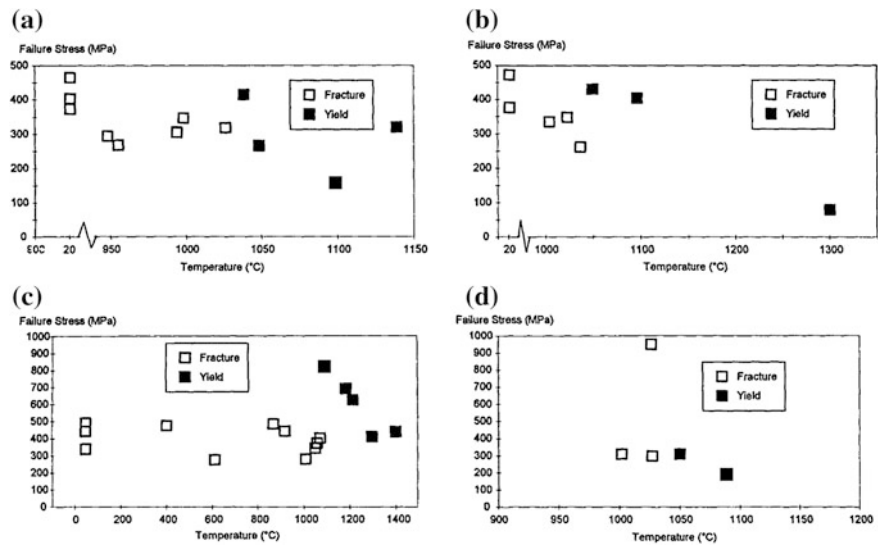 (a)
Failure Stress (MPa)
500
400
300
200
100
0
Fracture
Yield
20 950 1000 1050 1100 1150
Temperature (°C)
(b)
Failure Stress (MPa)
500
400
300
200
100
0
Fracture
Yield
20 1000 1100 1200 1300
Temperature (°C)
(c)
Failure Stress (MPa)
1000
900
800
700
600
500
400
300
200
100
0
Fracture
Yield
0 200 400 600 800 1000 1200 1400
Temperature (°C)
(d)
Failure Stress (MPa)
1000
900
800
700
600
500
400
300
200
100
0
Fracture
Yield
900 950 1000 1050 1100 1150 1200
Temperature (°C)